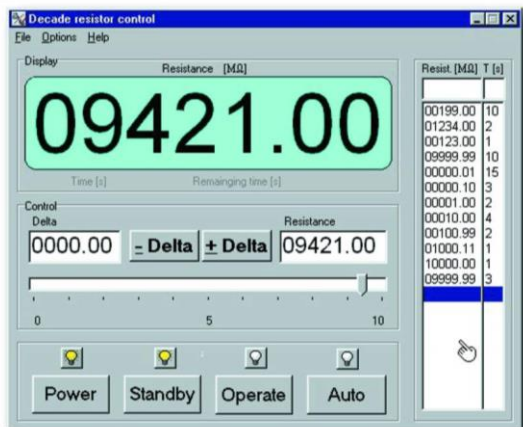 Decade resistor control
File Options Help
Display
Resistance [MΩ]
09421.00
Time [s] Remainging time [s]
Control
Delta Resistance
0000.00 - Delta + Delta 09421.00
0 5 10
Power Standby Operate Auto
Resist. [MΩ] T [s]
00199.00 10
01234.00 2
00123.00 1
09999.99 10
00000.01 15
00000.10 3
00001.00 2
00010.00 4
00100.99 2
01000.11 1
10000.00 1
09999.99 3